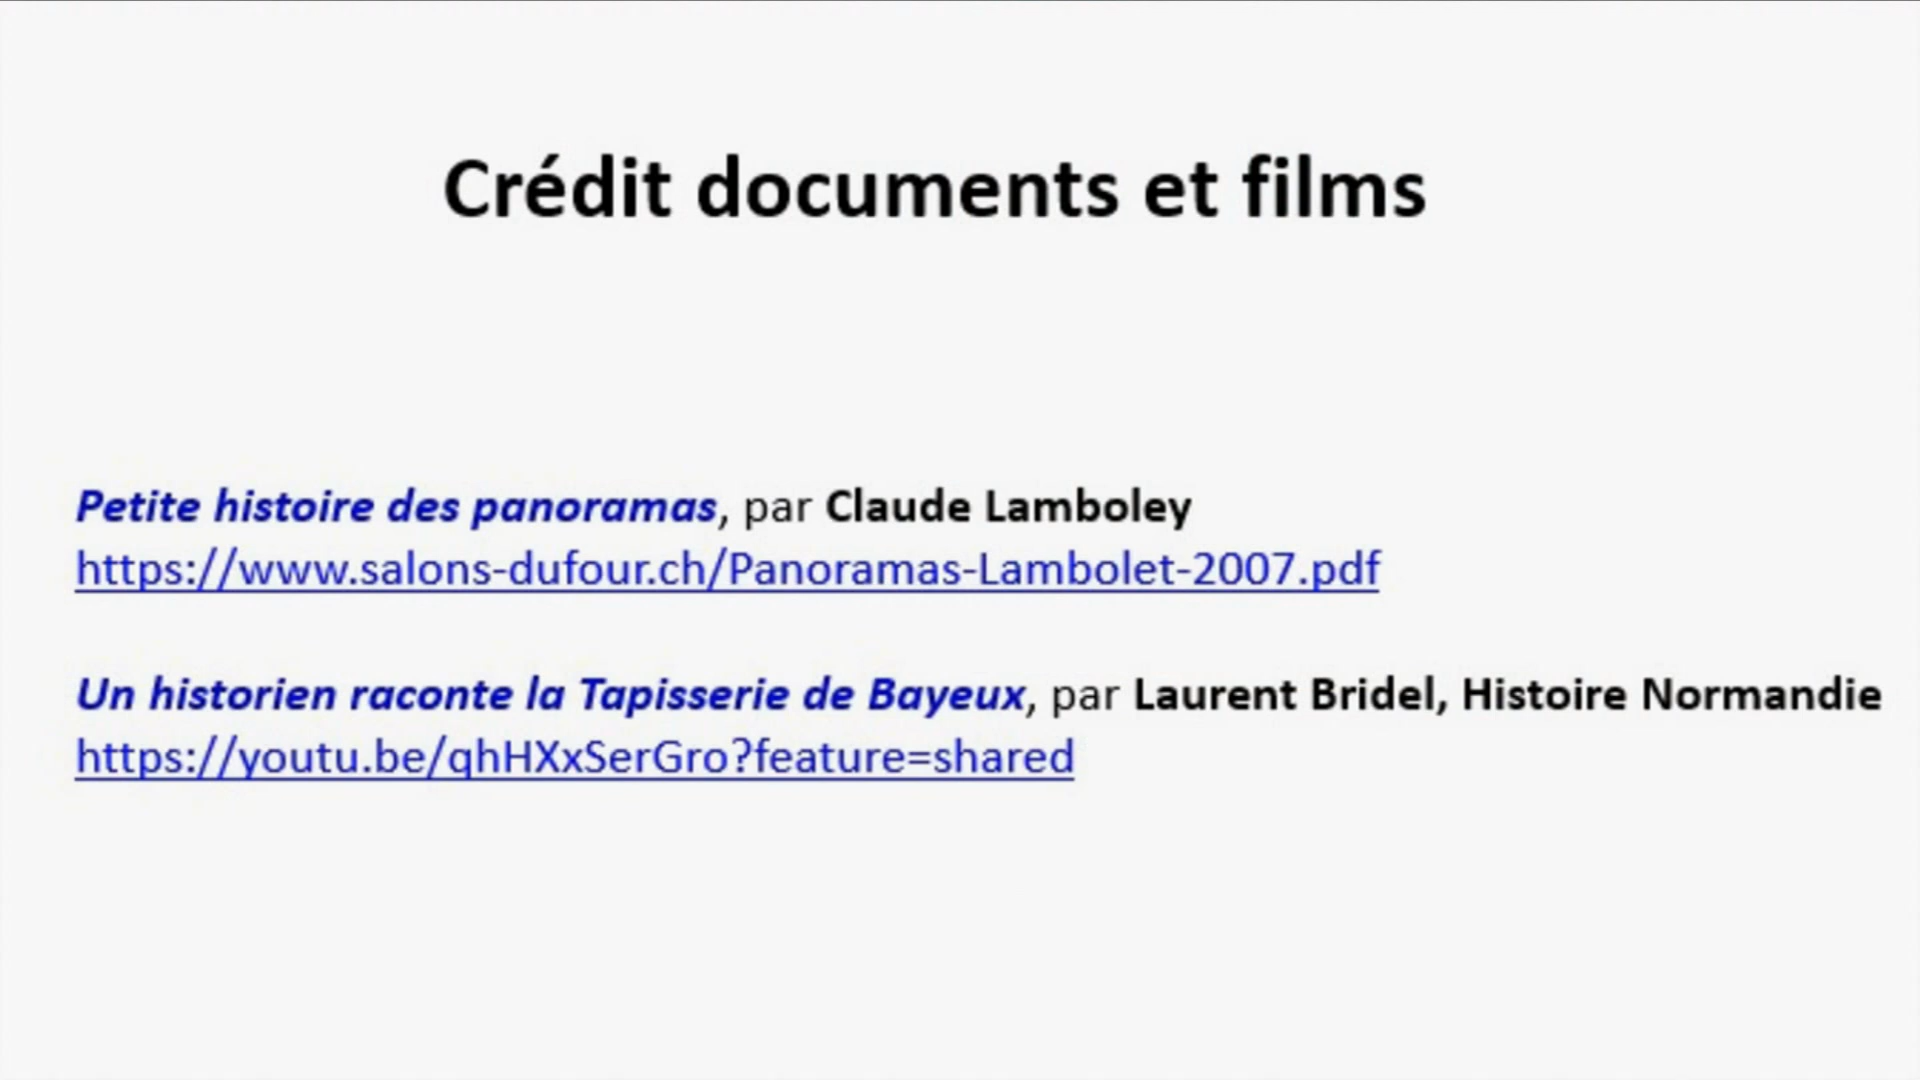 Crédit documents et films
Petite histoire des panoramas, par Claude Lamboley
https://www.salons-dufour.ch/Panoramas-Lambolet-2007.pdf
Un historien raconte la Tapisserie de Bayeux, par Laurent Bridel, Histoire Normandie
https://youtu.be/qhHXxSerGro?feature=shared